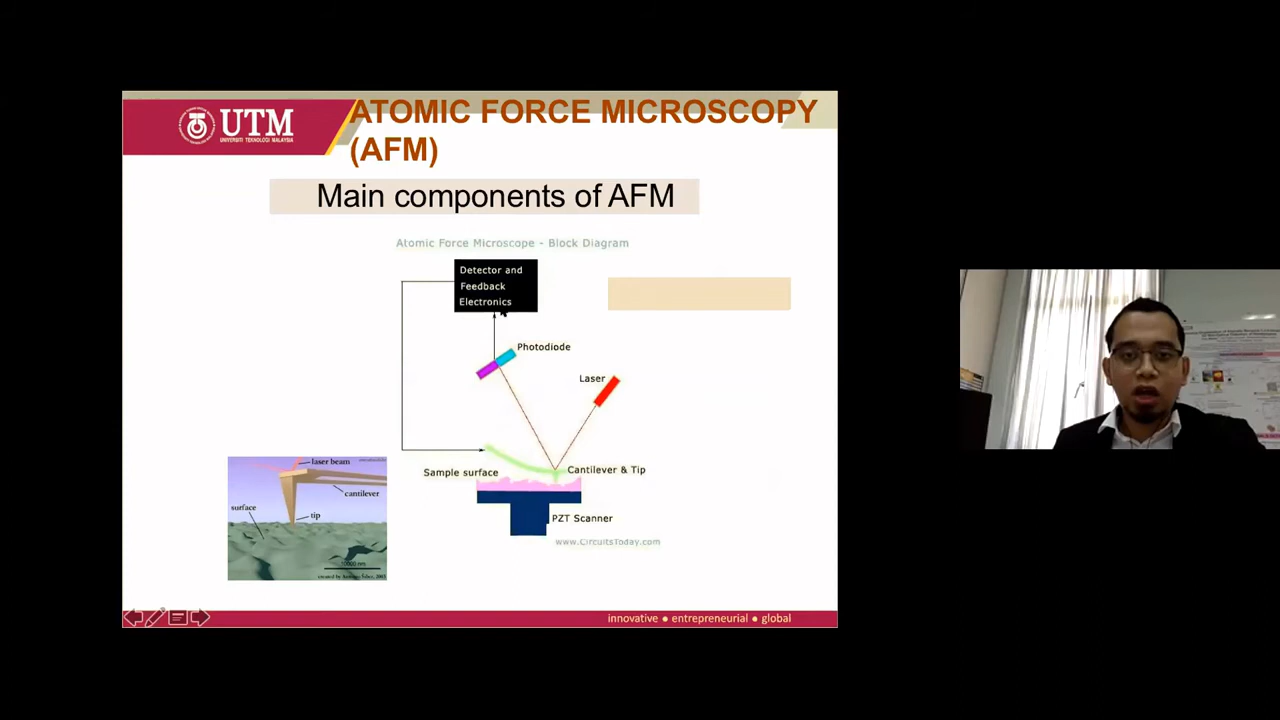 UTM
UNIVERSITI TEKNOLOGI MALAYSIA
ATOMIC FORCE MICROSCOPY
(AFM)
Main components of AFM
Atomic Force Microscope - Block Diagram
Detector and
Feedback
Electronics
Photodiode
Laser
Cantilever & Tip
Sample surface
PZT Scanner
www.CircuitsToday.com
laser beam
cantilever
surface
tip
10000 nm
innovative ● entrepreneurial ● global